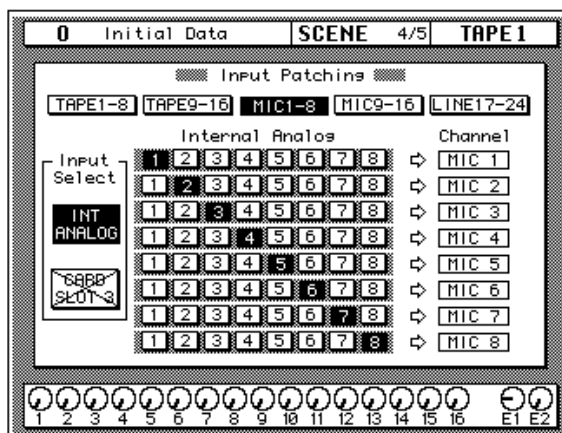 0 Initial Data SCENE 4/5 TAPE1
Input Patching
TAPE1-8 TAPE9-16 MIC1-8 MIC9-16 LINE17-24
Internal Analog Channel
Input
Select
INT
ANALOG
CARD
SLOT 3
1 2 3 4 5 6 7 8 ⇨ MIC 1
1 2 3 4 5 6 7 8 ⇨ MIC 2
1 2 3 4 5 6 7 8 ⇨ MIC 3
1 2 3 4 5 6 7 8 ⇨ MIC 4
1 2 3 4 5 6 7 8 ⇨ MIC 5
1 2 3 4 5 6 7 8 ⇨ MIC 6
1 2 3 4 5 6 7 8 ⇨ MIC 7
1 2 3 4 5 6 7 8 ⇨ MIC 8
1 2 3 4 5 6 7 8 9 10 11 12 13 14 15 16 E1 E2